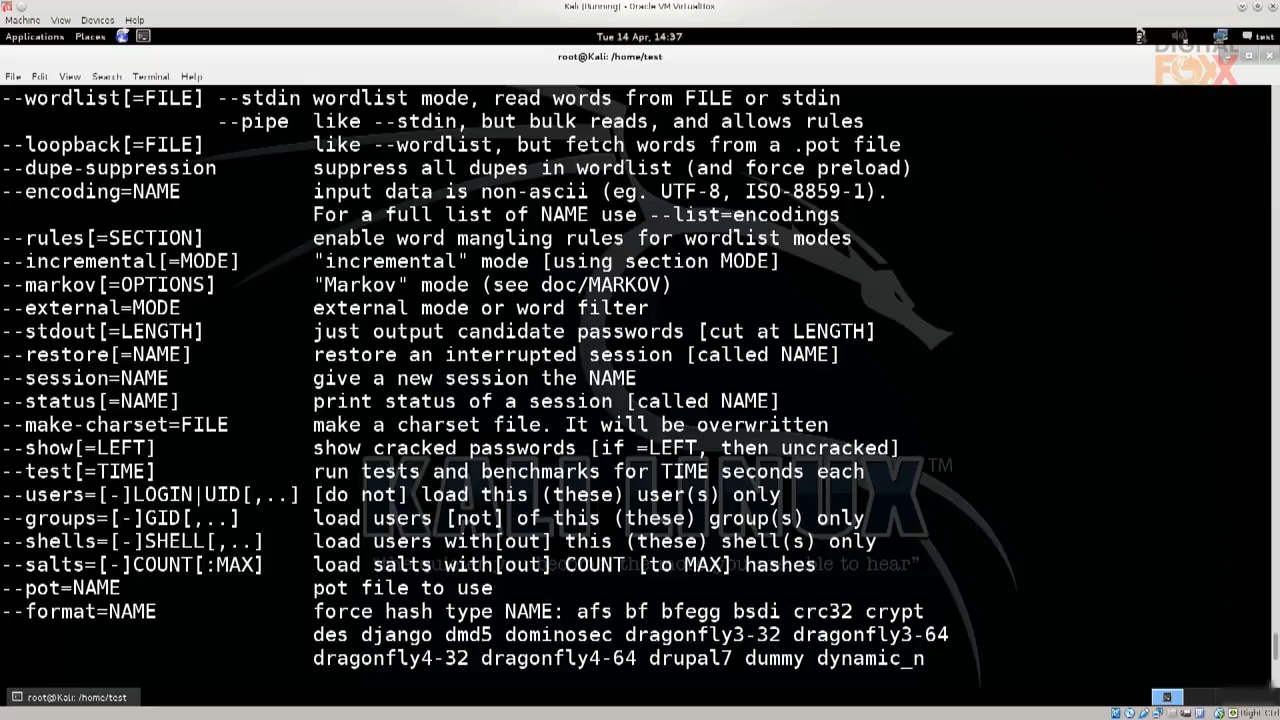 Kali [Running] - Oracle VM VirtualBox
Machine View Devices Help
Applications Places Tue 14 Apr, 14:37 text
root@Kali: /home/test
DIGITAL
FOXX
File Edit View Search Terminal Help
--wordlist[=FILE] --stdin wordlist mode, read words from FILE or stdin
--pipe like --stdin, but bulk reads, and allows rules
--loopback[=FILE] like --wordlist, but fetch words from a .pot file
--dupe-suppression suppress all dupes in wordlist (and force preload)
--encoding=NAME input data is non-ascii (eg. UTF-8, ISO-8859-1).
For a full list of NAME use --list=encodings
--rules[=SECTION] enable word mangling rules for wordlist modes
--incremental[=MODE] "incremental" mode [using section MODE]
--markov[=OPTIONS] "Markov" mode (see doc/MARKOV)
--external=MODE external mode or word filter
--stdout[=LENGTH] just output candidate passwords [cut at LENGTH]
--restore[=NAME] restore an interrupted session [called NAME]
--session=NAME give a new session the NAME
--status[=NAME] print status of a session [called NAME]
--make-charset=FILE make a charset file. It will be overwritten
--show[=LEFT] show cracked passwords [if =LEFT, then uncracked]
--test[=TIME] run tests and benchmarks for TIME seconds each
--users=[-]LOGIN|UID[,..] [do not] load this (these) user(s) only
--groups=[-]GID[,..] load users [not] of this (these) group(s) only
--shells=[-]SHELL[,..] load users with[out] this (these) shell(s) only
--salts=[-]COUNT[:MAX] load salts with[out] COUNT [to MAX] hashes
--pot=NAME pot file to use
--format=NAME force hash type NAME: afs bf bfegg bsdi crc32 crypt
des django dmd5 dominosec dragonfly3-32 dragonfly3-64
dragonfly4-32 dragonfly4-64 drupal7 dummy dynamic_n
KALI LINUX™
root@Kali: /home/test
Right Ctrl